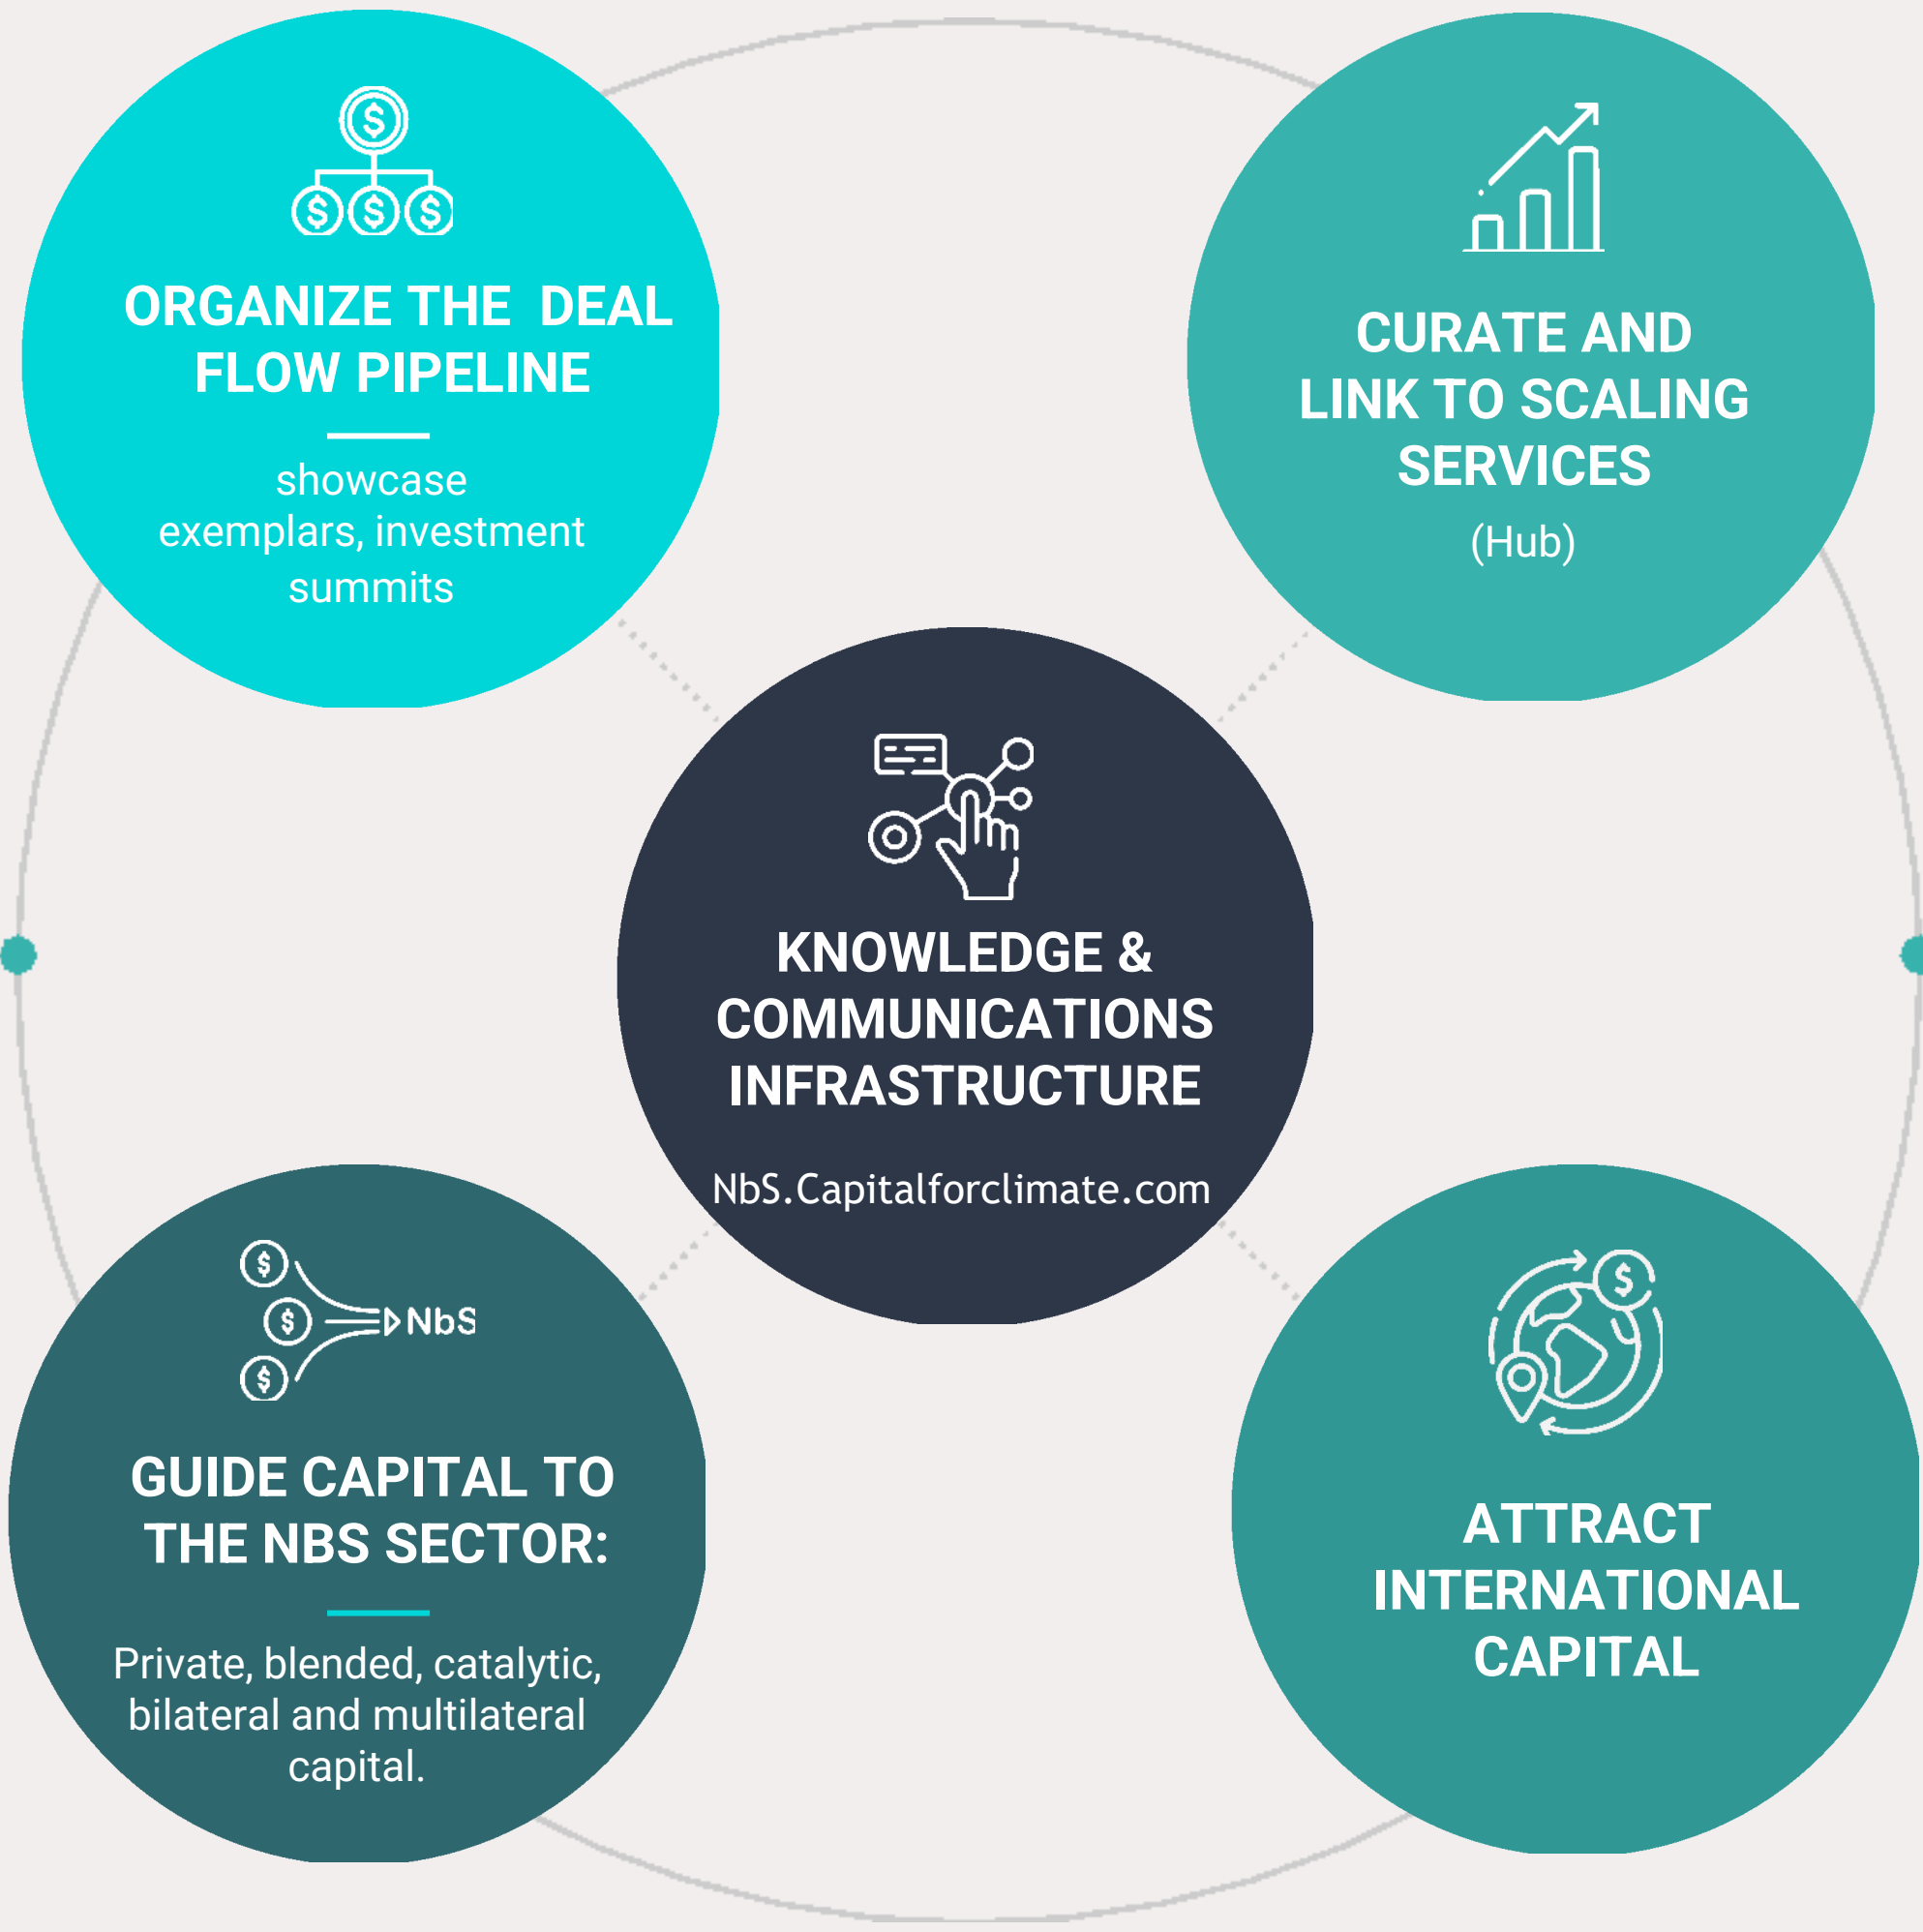 ORGANIZE THE DEAL
FLOW PIPELINE
showcase
exemplars, investment
summits
CURATE AND
LINK TO SCALING
SERVICES
(Hub)
KNOWLEDGE &
COMMUNICATIONS
INFRASTRUCTURE
NbS.Capitalforclimate.com
NbS
GUIDE CAPITAL TO
THE NBS SECTOR:
Private, blended, catalytic,
bilateral and multilateral
capital.
ATTRACT
INTERNATIONAL
CAPITAL